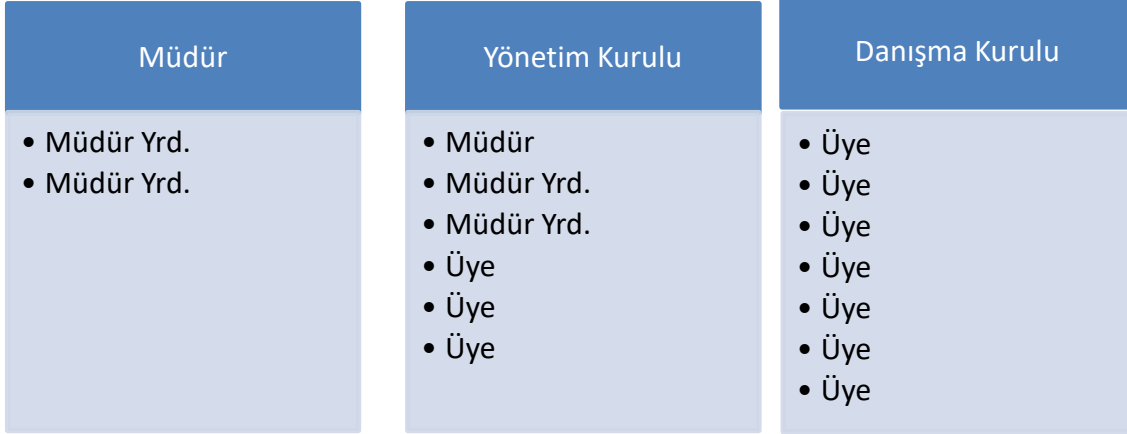 Müdür
• Müdür Yrd.
• Müdür Yrd.
Yönetim Kurulu
• Müdür
• Müdür Yrd.
• Müdür Yrd.
• Üye
• Üye
• Üye
Danışma Kurulu
• Üye
• Üye
• Üye
• Üye
• Üye
• Üye
• Üye